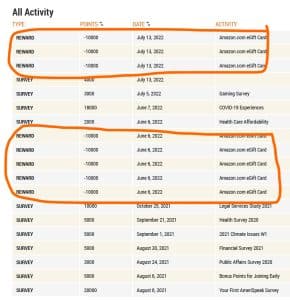 All Activity
TYPE POINTS DATE ACTIVITY
REWARD -10000 July 13, 2022 Amazon.com eGift Card
REWARD -10000 July 13, 2022 Amazon.com eGift Card
REWARD -10000 July 13, 2022 Amazon.com eGift Card
SURVEY July 13, 2022
SURVEY 3000 July 5, 2022 Gaming Survey
SURVEY 18000 June 7, 2022 COVID-19 Experiences
SURVEY 2000 June 6, 2022 Health Care Affordability
REWARD -10000 June 6, 2022 Amazon.com eGift Card
REWARD -10000 June 6, 2022 Amazon.com eGift Card
REWARD -10000 June 6, 2022 Amazon.com eGift Card
REWARD -10000 June 6, 2022 Amazon.com eGift Card
REWARD -10000 June 6, 2022 Amazon.com eGift Card
SURVEY 10000 October 25, 2021 Legal Services Study 2021
SURVEY 5000 September 21, 2021 Health Survey 2020
SURVEY 5000 September 1, 2021 2021 Climate Issues W1
SURVEY 5000 August 20, 2021 Financial Survey 2021
SURVEY 5000 August 24, 2021 Public Affairs Survey 2020
SURVEY 5000 August 6, 2021 Bonus Points for Joining Early
SURVEY 20000 August 6, 2021 Your First AmeriSpeak Survey